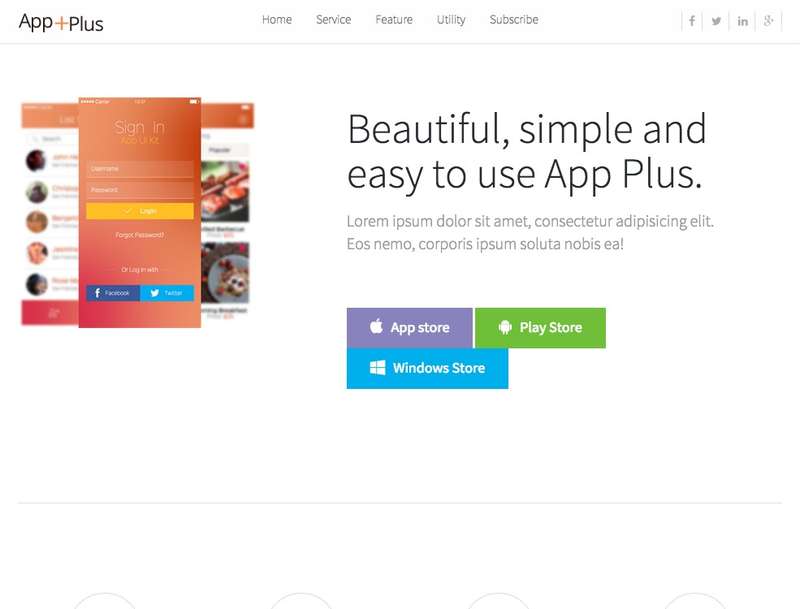 App+Plus
Home
Service
Feature
Utility
Subscribe
Sign In
App UI Kit
Username
Password
Login
Forgot Password?
Or Log in with
Facebook
Twitter
Search
Popular
Beautiful, simple and
easy to use App Plus.
Lorem ipsum dolor sit amet, consectetur adipisicing elit.
Eos nemo, corporis ipsum soluta nobis ea!
App store
Play Store
Windows Store